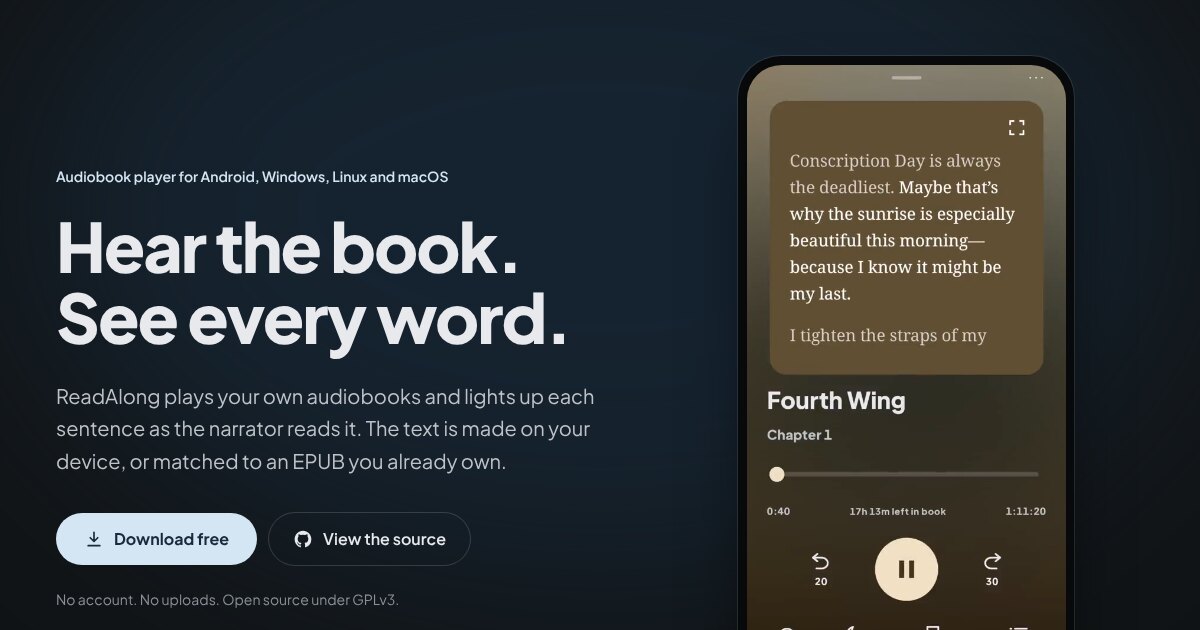 Audiobook player for Android, Windows, Linux and macOS
Hear the book.
See every word.
ReadAlong plays your own audiobooks and lights up each
sentence as the narrator reads it. The text is made on your
device, or matched to an EPUB you already own.
Download free
View the source
No account. No uploads. Open source under GPLv3.
Conscription Day is always
the deadliest. Maybe that’s
why the sunrise is especially
beautiful this morning—
because I know it might be
my last.
I tighten the straps of my
Fourth Wing
Chapter 1
0:40
17h 13m left in book
1:11:20
20
30